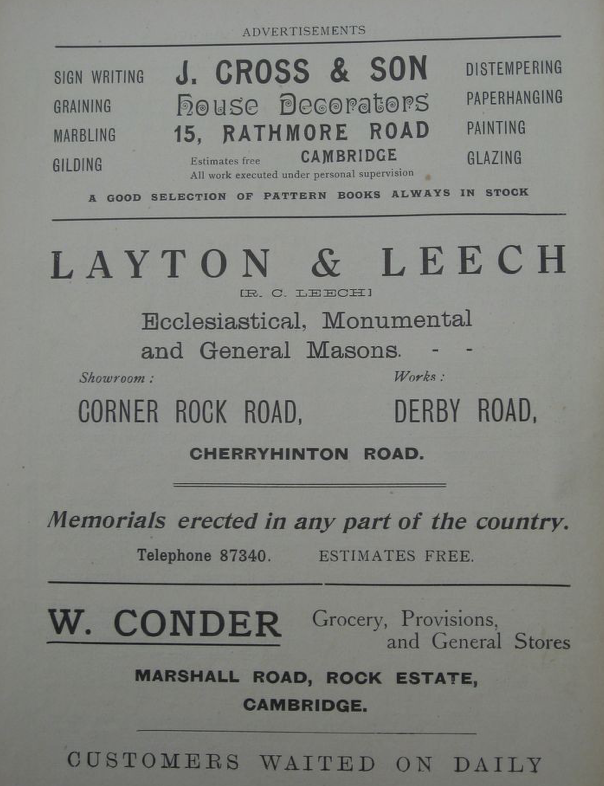 ADVERTISEMENTS
SIGN WRITING J. CROSS & SON DISTEMPERING
GRAINING House Decorators PAPERHANGING
MARBLING 15, RATHMORE ROAD PAINTING
GILDING Estimates free CAMBRIDGE GLAZING
All work executed under personal supervision
A GOOD SELECTION OF PATTERN BOOKS ALWAYS IN STOCK
LAYTON & LEECH
[R. C. LEECH]
Ecclesiastical, Monumental
and General Masons. - -
Showroom : Works :
CORNER ROCK ROAD, DERBY ROAD,
CHERRYHINTON ROAD.
Memorials erected in any part of the country.
Telephone 87340. ESTIMATES FREE.
W. CONDER Grocery, Provisions,
and General Stores
MARSHALL ROAD, ROCK ESTATE,
CAMBRIDGE.
CUSTOMERS WAITED ON DAILY